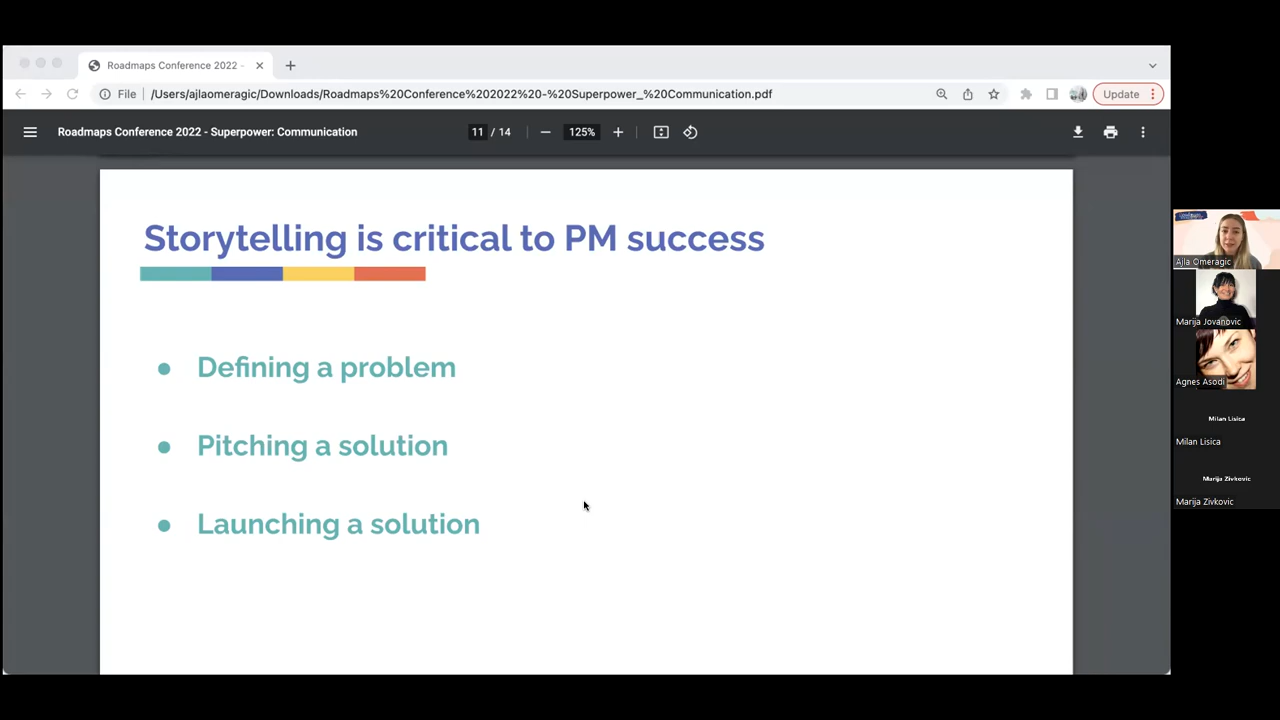 Roadmaps Conference 2022 -
File
/Users/ajlaomeragic/Downloads/Roadmaps%20Conference%202022%20-%20Superpower_%20Communication.pdf
Update
Roadmaps Conference 2022 - Superpower: Communication
11 / 14
125%
Storytelling is critical to PM success
● Defining a problem
● Pitching a solution
● Launching a solution
Ajla Omeragic
Marija Jovanovic
Agnes Asodi
Milan Lisica
Milan Lisica
Marija Zivkovic
Marija Zivkovic